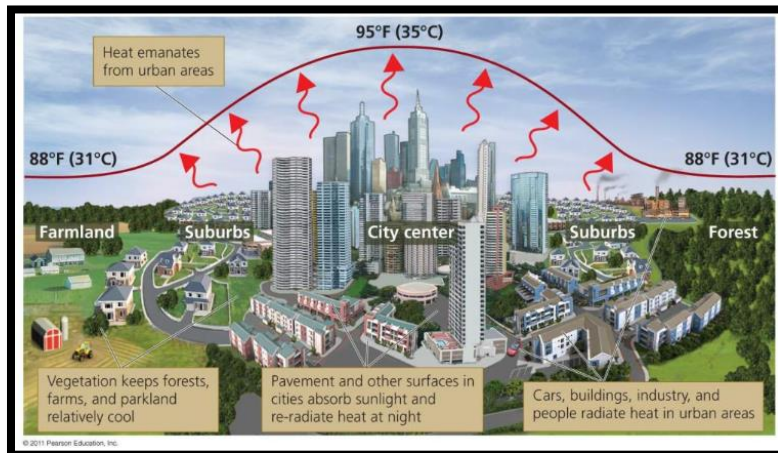 95°F (35°C)
Heat emanates
from urban areas
88°F (31°C)
88°F (31°C)
Farmland
Suburbs
City center
Suburbs
Forest
Vegetation keeps forests,
farms, and parkland
relatively cool
Pavement and other surfaces in
cities absorb sunlight and
re-radiate heat at night
Cars, buildings, industry, and
people radiate heat in urban areas
© 2011 Pearson Education, Inc.